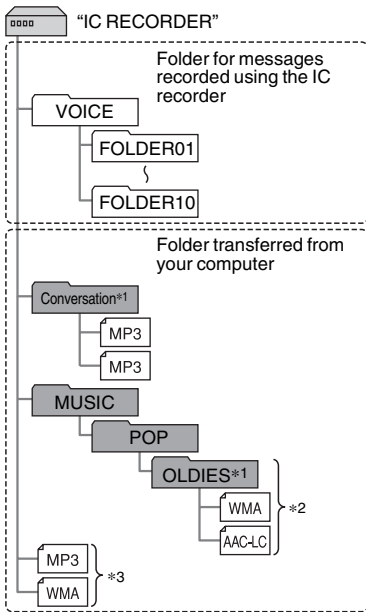 “IC RECORDER”
Folder for messages
recorded using the IC
recorder
VOICE
FOLDER01
FOLDER10
Folder transferred from
your computer
Conversation*1
MP3
MP3
MUSIC
POP
OLDIES*1
WMA
*2
AAC-LC
MP3
*3
WMA